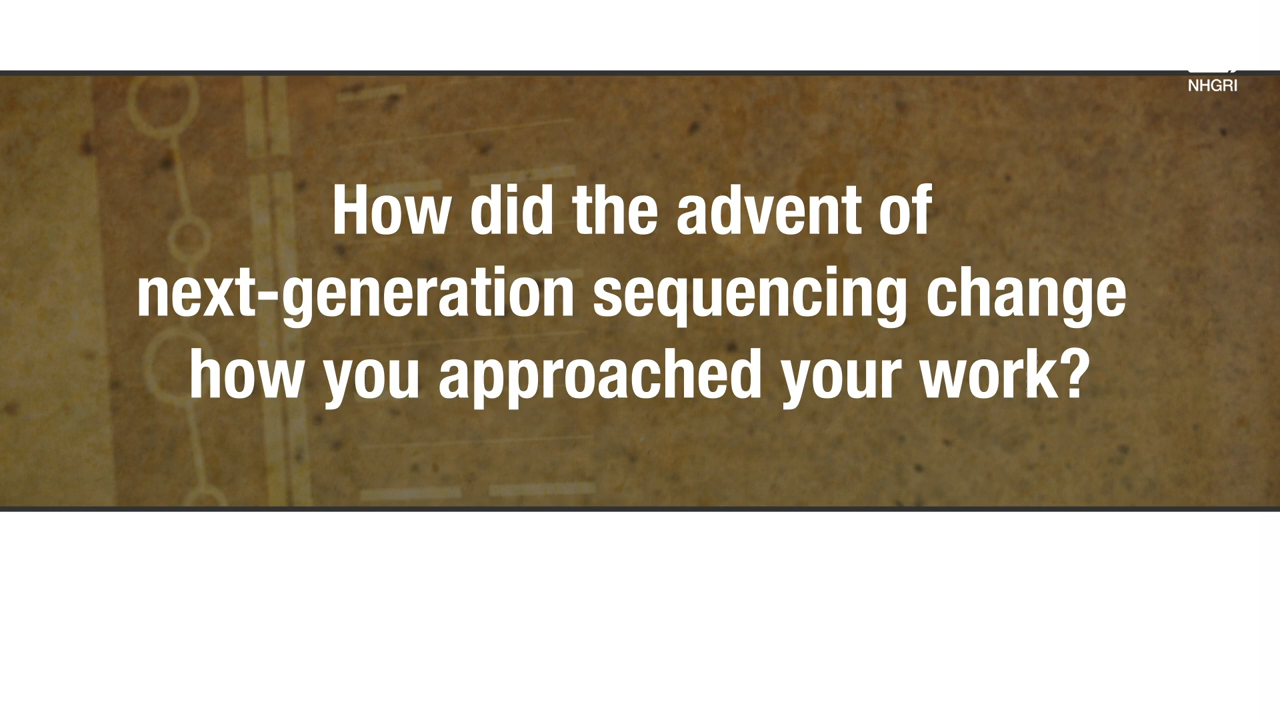 NHGRI
How did the advent of
next-generation sequencing change
how you approached your work?